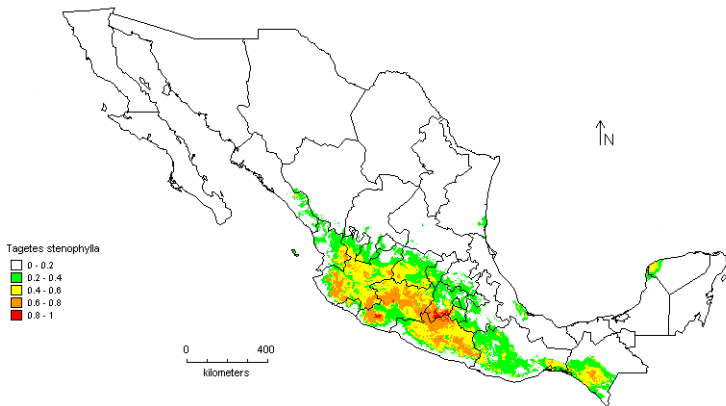 N
Tagetes stenophylla
0 - 0.2
0.2 - 0.4
0.4 - 0.6
0.6 - 0.8
0.8 - 1
0 400
kilometers